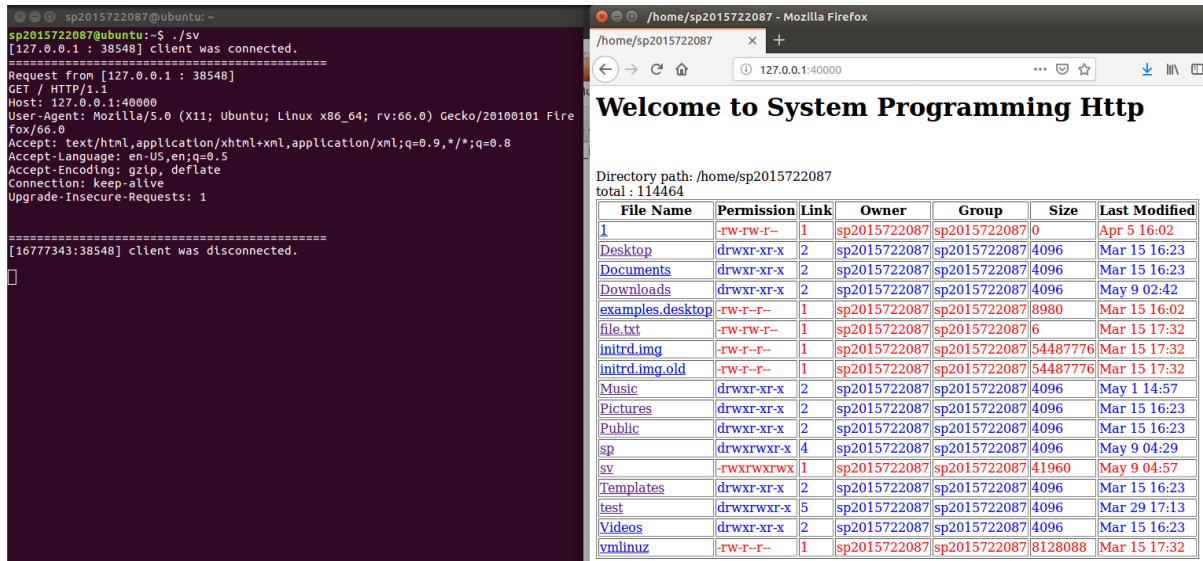 sp2015722087@ubuntu: ~
sp2015722087@ubuntu:~$ ./sv
[127.0.0.1 : 38548] client was connected.
=============================================
Request from [127.0.0.1 : 38548]
GET / HTTP/1.1
Host: 127.0.0.1:40000
User-Agent: Mozilla/5.0 (X11; Ubuntu; Linux x86_64; rv:66.0) Gecko/20100101 Fire
fox/66.0
Accept: text/html,application/xhtml+xml,application/xml;q=0.9,*/*;q=0.8
Accept-Language: en-US,en;q=0.5
Accept-Encoding: gzip, deflate
Connection: keep-alive
Upgrade-Insecure-Requests: 1
=============================================
[16777343:38548] client was disconnected.
/home/sp2015722087 - Mozilla Firefox
/home/sp2015722087
127.0.0.1:40000
Welcome to System Programming Http
Directory path: /home/sp2015722087
total : 114464
File Name Permission Link Owner Group Size Last Modified
1 -rw-rw-r-- 1 sp2015722087 sp2015722087 0 Apr 5 16:02
Desktop drwxr-xr-x 2 sp2015722087 sp2015722087 4096 Mar 15 16:23
Documents drwxr-xr-x 2 sp2015722087 sp2015722087 4096 Mar 15 16:23
Downloads drwxr-xr-x 2 sp2015722087 sp2015722087 4096 May 9 02:42
examples.desktop -rw-r--r-- 1 sp2015722087 sp2015722087 8980 Mar 15 16:02
file.txt -rw-rw-r-- 1 sp2015722087 sp2015722087 6 Mar 15 17:32
initrd.img -rw-r--r-- 1 sp2015722087 sp2015722087 54487776 Mar 15 17:32
initrd.img.old -rw-r--r-- 1 sp2015722087 sp2015722087 54487776 Mar 15 17:32
Music drwxr-xr-x 2 sp2015722087 sp2015722087 4096 May 1 14:57
Pictures drwxr-xr-x 2 sp2015722087 sp2015722087 4096 Mar 15 16:23
Public drwxr-xr-x 2 sp2015722087 sp2015722087 4096 Mar 15 16:23
sp drwxrwxr-x 4 sp2015722087 sp2015722087 4096 May 9 04:29
sv -rwxrwxrwx 1 sp2015722087 sp2015722087 41960 May 9 04:57
Templates drwxr-xr-x 2 sp2015722087 sp2015722087 4096 Mar 15 16:23
test drwxrwxr-x 5 sp2015722087 sp2015722087 4096 Mar 29 17:13
Videos drwxr-xr-x 2 sp2015722087 sp2015722087 4096 Mar 15 16:23
vmlinuz -rw-r--r-- 1 sp2015722087 sp2015722087 8128088 Mar 15 17:32